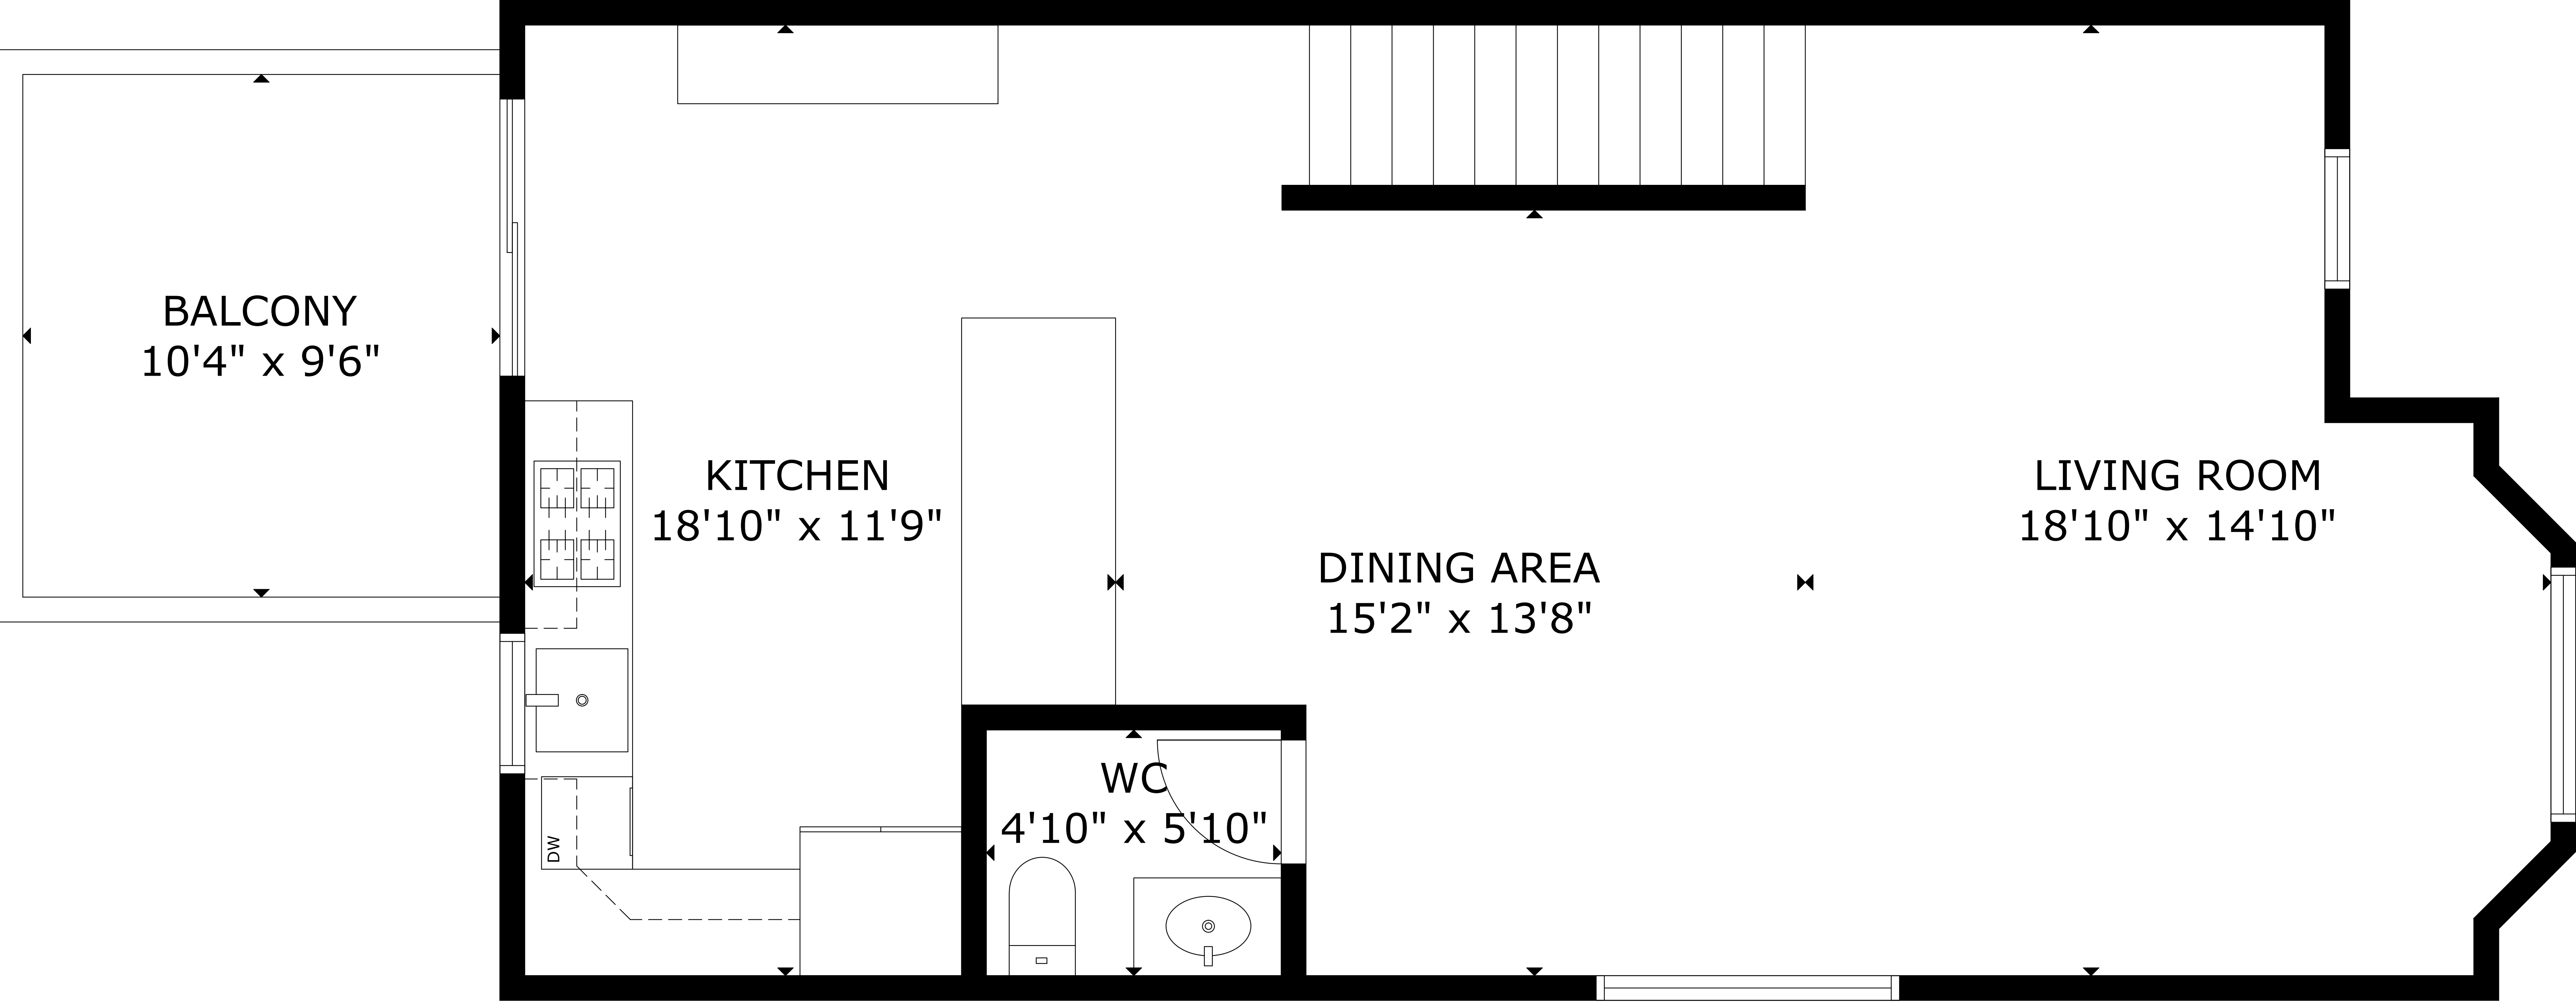 BALCONY
10'4" x 9'6"
KITCHEN
18'10" x 11'9"
DINING AREA
15'2" x 13'8"
LIVING ROOM
18'10" x 14'10"
WC
4'10" x 5'10"
DW